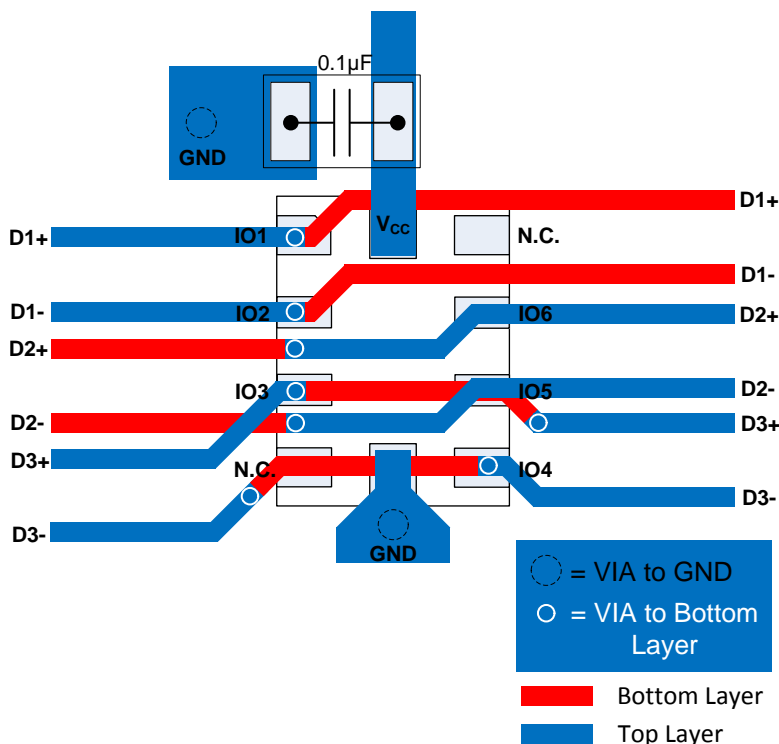 0.1µF
GND
D1+
IO1
VCC
N.C.
D1+
D1-
D1-
IO2
IO6
D2+
D2+
IO3
IO5
D2-
D2-
D3+
D3+
N.C.
IO4
D3-
D3-
GND
= VIA to GND
= VIA to Bottom
Layer
Bottom Layer
Top Layer